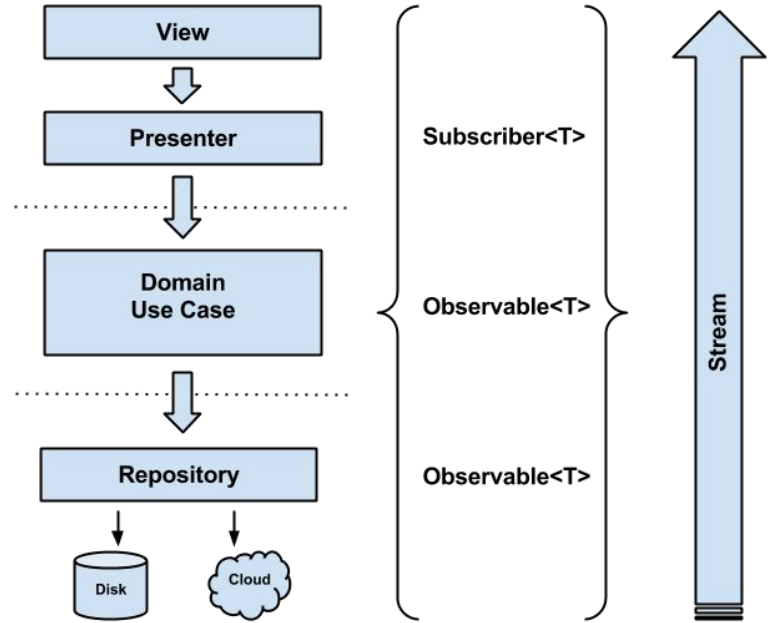 View
Presenter
Subscriber<T>
Domain
Use Case
Observable<T>
Stream
Repository
Observable<T>
Disk
Cloud